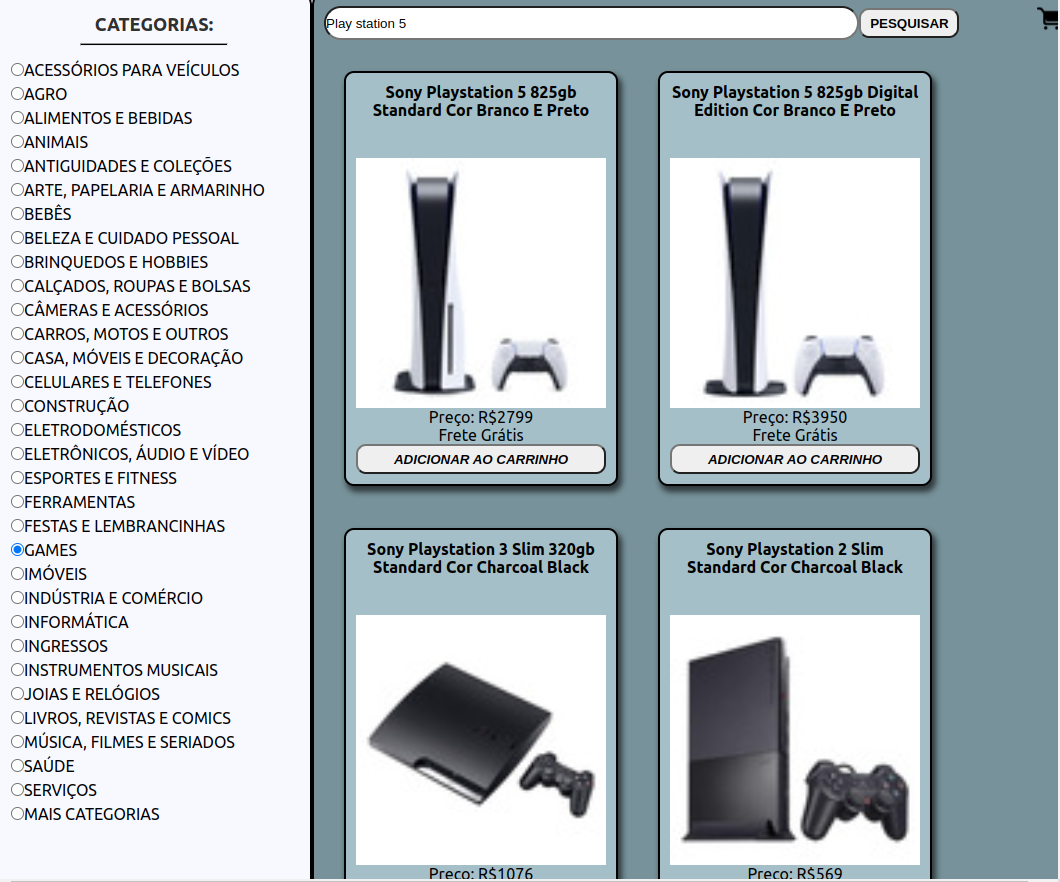 CATEGORIAS:
ACESSÓRIOS PARA VEÍCULOS
AGRO
ALIMENTOS E BEBIDAS
ANIMAIS
ANTIGUIDADES E COLEÇÕES
ARTE, PAPELARIA E ARMARINHO
BEBÊS
BELEZA E CUIDADO PESSOAL
BRINQUEDOS E HOBBIES
CALÇADOS, ROUPAS E BOLSAS
CÂMERAS E ACESSÓRIOS
CARROS, MOTOS E OUTROS
CASA, MÓVEIS E DECORAÇÃO
CELULARES E TELEFONES
CONSTRUÇÃO
ELETRODOMÉSTICOS
ELETRÔNICOS, ÁUDIO E VÍDEO
ESPORTES E FITNESS
FERRAMENTAS
FESTAS E LEMBRANCINHAS
GAMES
IMÓVEIS
INDÚSTRIA E COMÉRCIO
INFORMÁTICA
INGRESSOS
INSTRUMENTOS MUSICAIS
JOIAS E RELÓGIOS
LIVROS, REVISTAS E COMICS
MÚSICA, FILMES E SERIADOS
SAÚDE
SERVIÇOS
MAIS CATEGORIAS
Play station 5
PESQUISAR
Sony Playstation 5 825gb
Standard Cor Branco E Preto
Preço: R$2799
Frete Grátis
ADICIONAR AO CARRINHO
Sony Playstation 5 825gb Digital
Edition Cor Branco E Preto
Preço: R$3950
Frete Grátis
ADICIONAR AO CARRINHO
Sony Playstation 3 Slim 320gb
Standard Cor Charcoal Black
Preço: R$1076
Sony Playstation 2 Slim
Standard Cor Charcoal Black
Preço: R$569